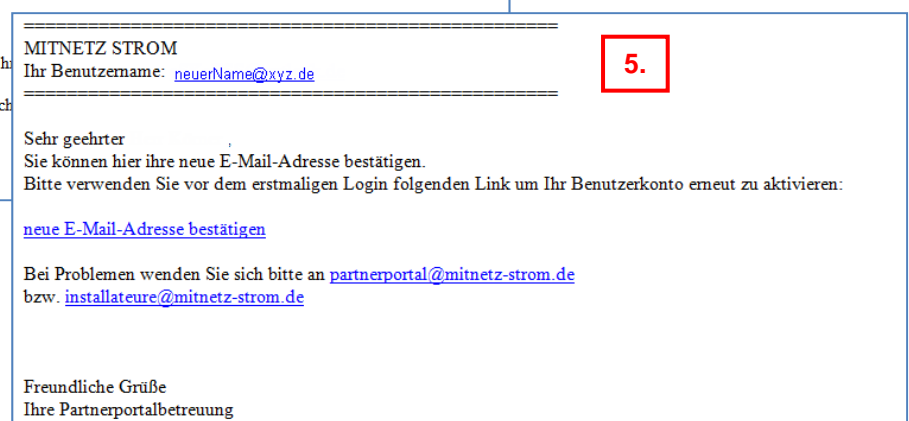 ==================================================
MITNETZ STROM
Ihr Benutzername: neuerName@xyz.de
==================================================
5.
Sehr geehrter ,
Sie können hier ihre neue E-Mail-Adresse bestätigen.
Bitte verwenden Sie vor dem erstmaligen Login folgenden Link um Ihr Benutzerkonto erneut zu aktivieren:
neue E-Mail-Adresse bestätigen
Bei Problemen wenden Sie sich bitte an partnerportal@mitnetz-strom.de
bzw. installateure@mitnetz-strom.de
Freundliche Grüße
Ihre Partnerportalbetreuung